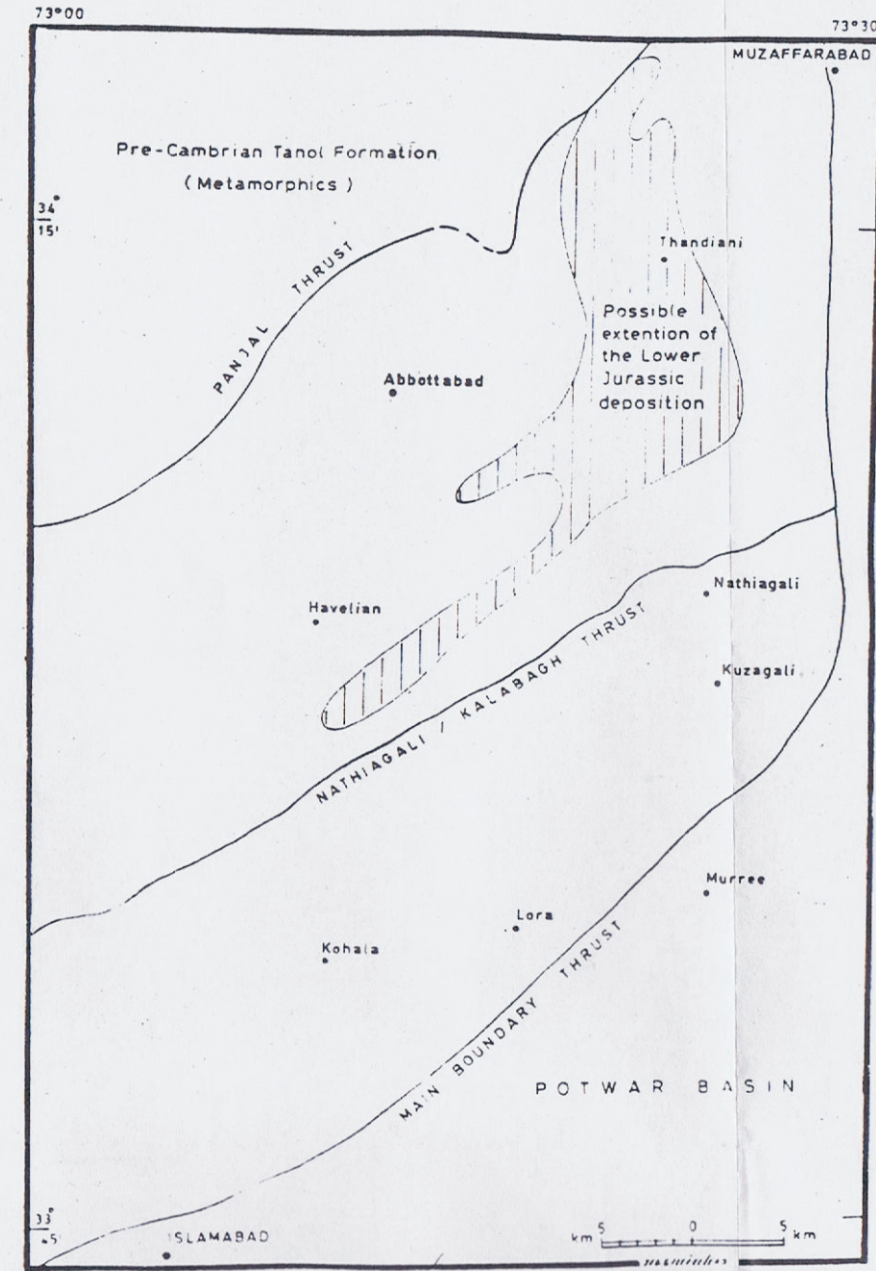 73°00
73°30
MUZAFFARABAD
Pre-Cambrian Tanol Formation
(Metamorphics)
34°
15'
Thandiani
PANJAL THRUST
Possible
extention of
the Lower
Jurassic
deposition
Abbottabad
Nathiagali
Havelian
NATHIAGALI / KALABAGH THRUST
Kuzagali
Murree
Lora
Kohala
MAIN BOUNDARY THRUST
POTWAR BASIN
33°
ISLAMABAD
km 5 0 5 km